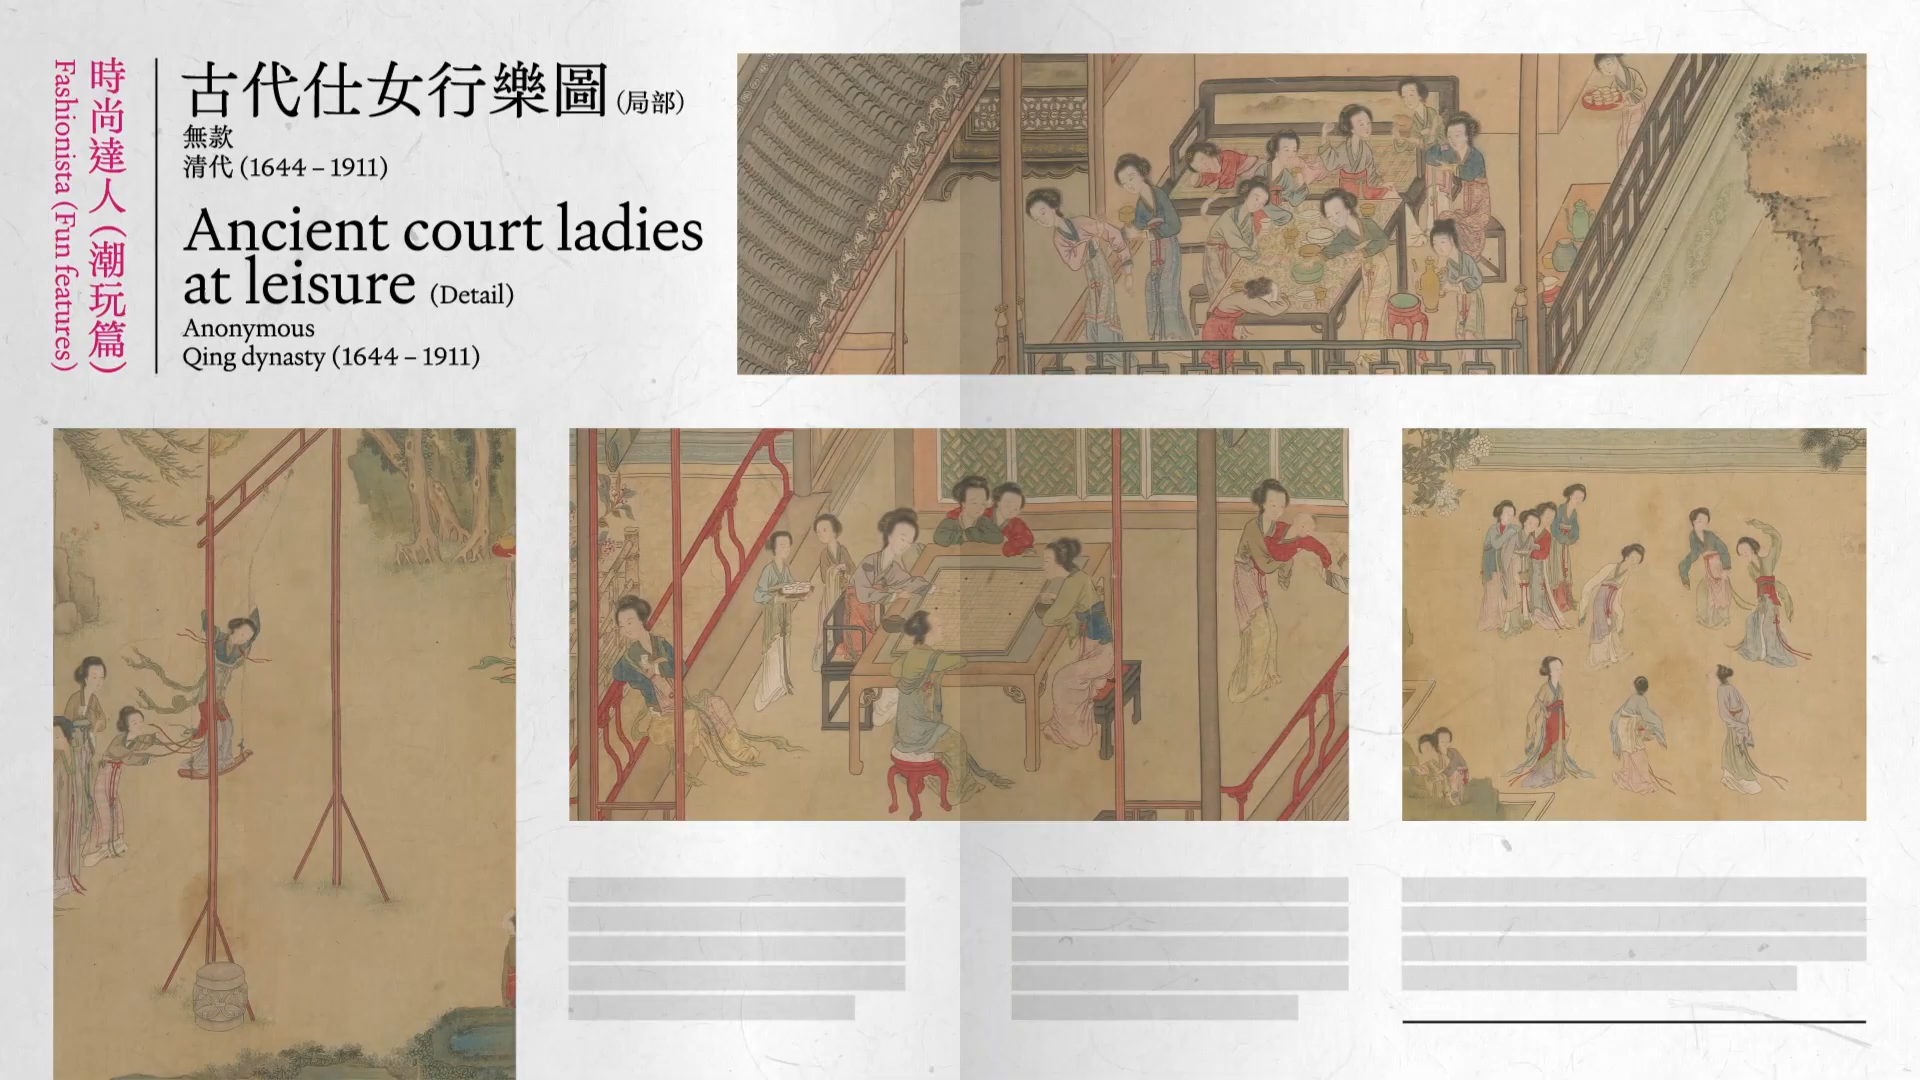 時尚達人(潮玩篇)
Fashionista (Fun features)
古代仕女行樂圖(局部)
無款
清代 (1644 – 1911)
Ancient court ladies
at leisure (Detail)
Anonymous
Qing dynasty (1644 – 1911)